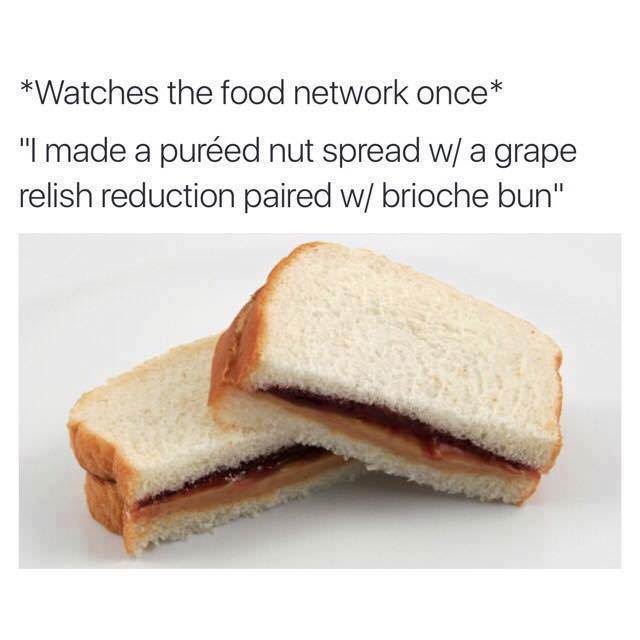 *Watches the food network once*
"I made a puréed nut spread w/ a grape
relish reduction paired w/ brioche bun"